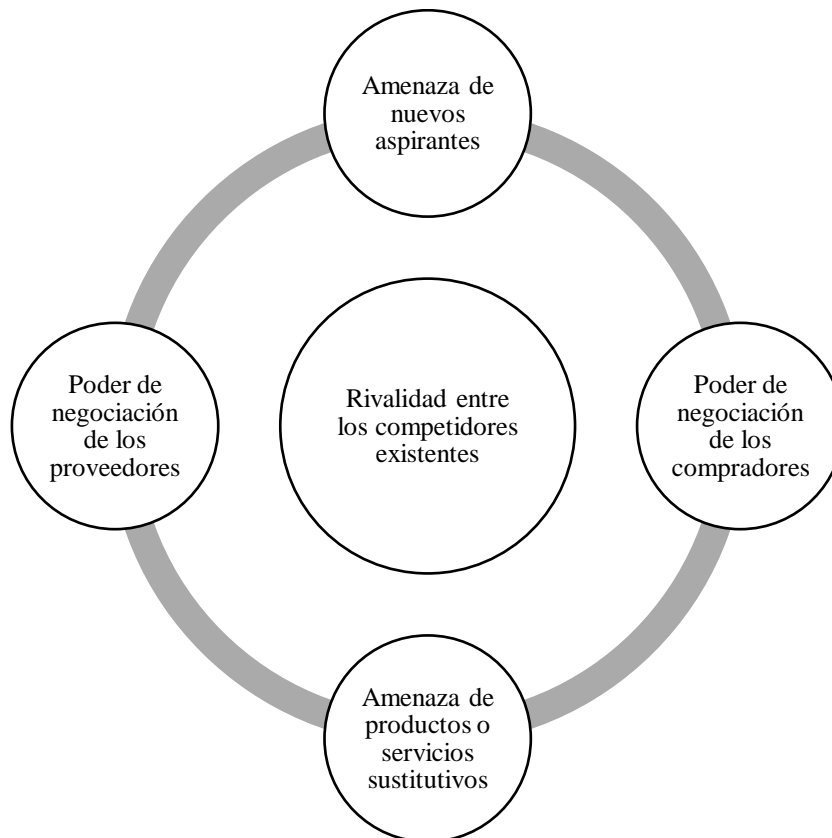 Amenaza de
nuevos
aspirantes
Poder de
negociación
de los
proveedores
Rivalidad entre
los competidores
existentes
Poder de
negociación
de los
compradores
Amenaza de
productos o
servicios
sustitutivos